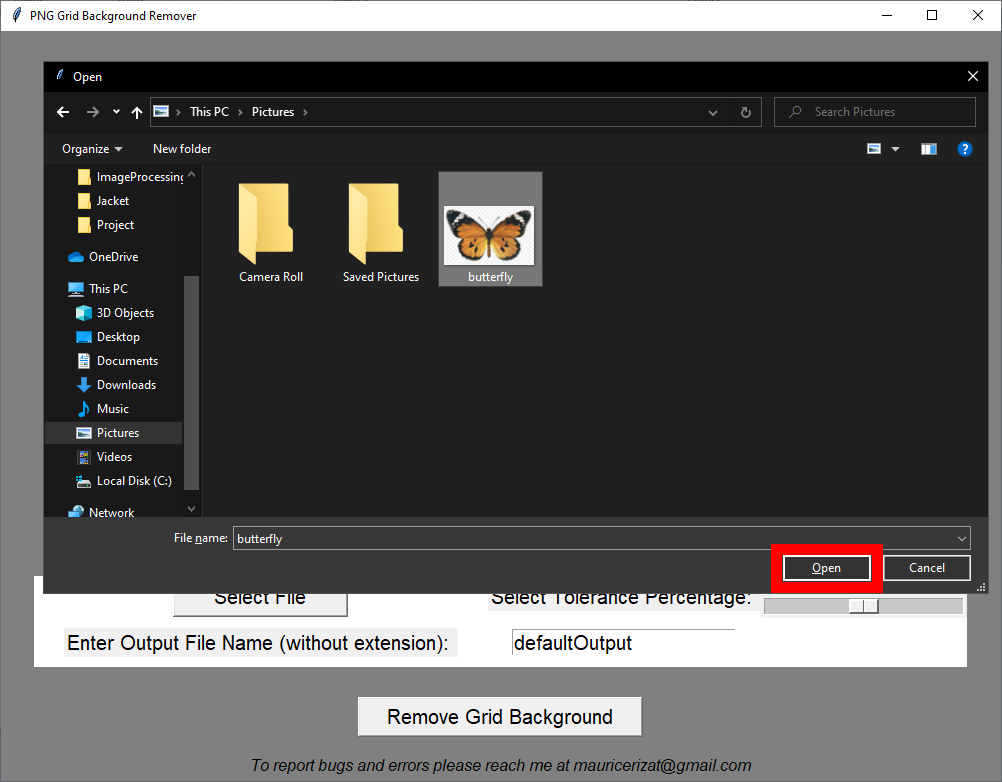 PNG Grid Background Remover
Open
This PC
Pictures
Search Pictures
Organize
New folder
ImageProcessing
Jacket
Project
OneDrive
This PC
3D Objects
Desktop
Documents
Downloads
Music
Pictures
Videos
Local Disk (C:)
Network
Camera Roll
Saved Pictures
butterfly
File name:
butterfly
Open
Cancel
Select File
Select Tolerance Percentage:
Enter Output File Name (without extension):
defaultOutput
Remove Grid Background
To report bugs and errors please reach me at mauricerizat@gmail.com